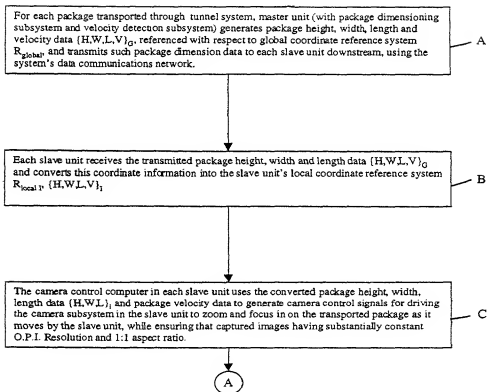 For each package transported through tunnel system, master unit (with package dimensioning
subsystem and velocity detection subsystem) generates package height, width, length and
velocity data {H,W,L,V}G, referenced with respect to global coordinate reference system
Rglobal, and transmits such package dimension data to each slave unit downstream, using the
system's data communications network.
A
Each slave unit receives the transmitted package height, width and length data {H,W,L,V}G
and converts this coordinate information into the slave unit's local coordinate reference system
Rlocal i, {H,W,L,V}i
B
The camera control computer in each slave unit uses the converted package height, width,
length data {H,W,L}i and package velocity data to generate camera control signals for driving
the camera subsystem in the slave unit to zoom and focus in on the transported package as it
moves by the slave unit, while ensuring that captured images having substantially constant
O.P.I. Resolution and 1:1 aspect ratio.
C
A